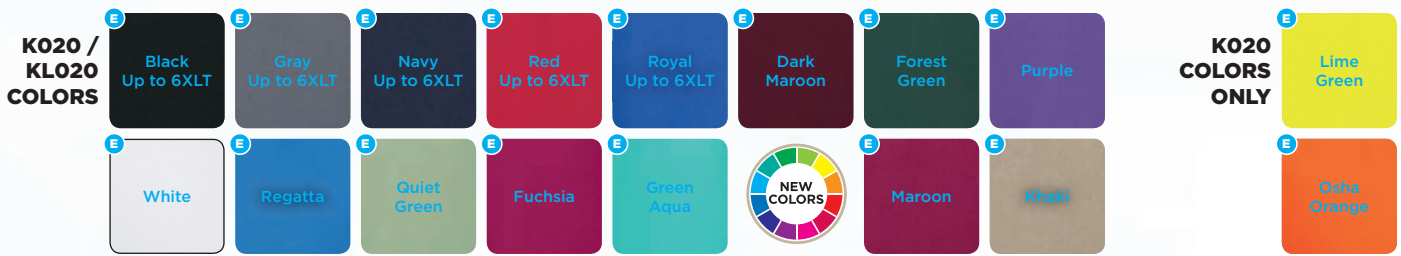 K020 /
KL020
COLORS
E
Black
Up to 6XLT
E
Gray
Up to 6XLT
E
Navy
Up to 6XLT
E
Red
Up to 6XLT
E
Royal
Up to 6XLT
E
Dark
Maroon
E
Forest
Green
E
Purple
E
White
E
Regatta
E
Quiet
Green
E
Fuchsia
E
Green
Aqua
NEW
COLORS
E
Maroon
E
Khaki
K020
COLORS
ONLY
E
Lime
Green
E
Osha
Orange